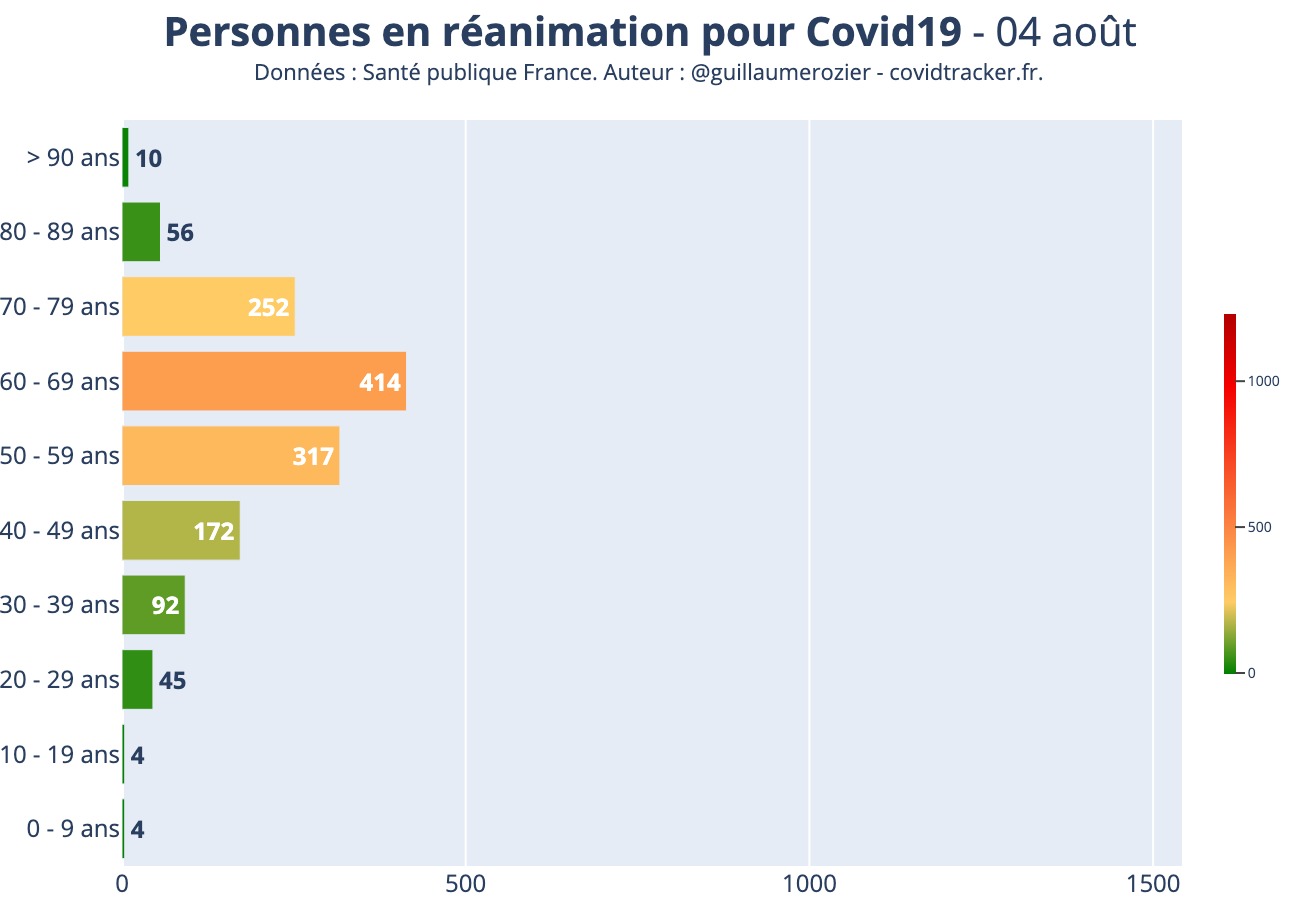 Personnes en réanimation pour Covid19 - 04 août
Données : Santé publique France. Auteur : @guillaumerozier - covidtracker.fr.
> 90 ans 10
80 - 89 ans 56
70 - 79 ans 252
60 - 69 ans 414
50 - 59 ans 317
40 - 49 ans 172
30 - 39 ans 92
20 - 29 ans 45
10 - 19 ans 4
0 - 9 ans 4
0 500 1000 1500
1000
500
0